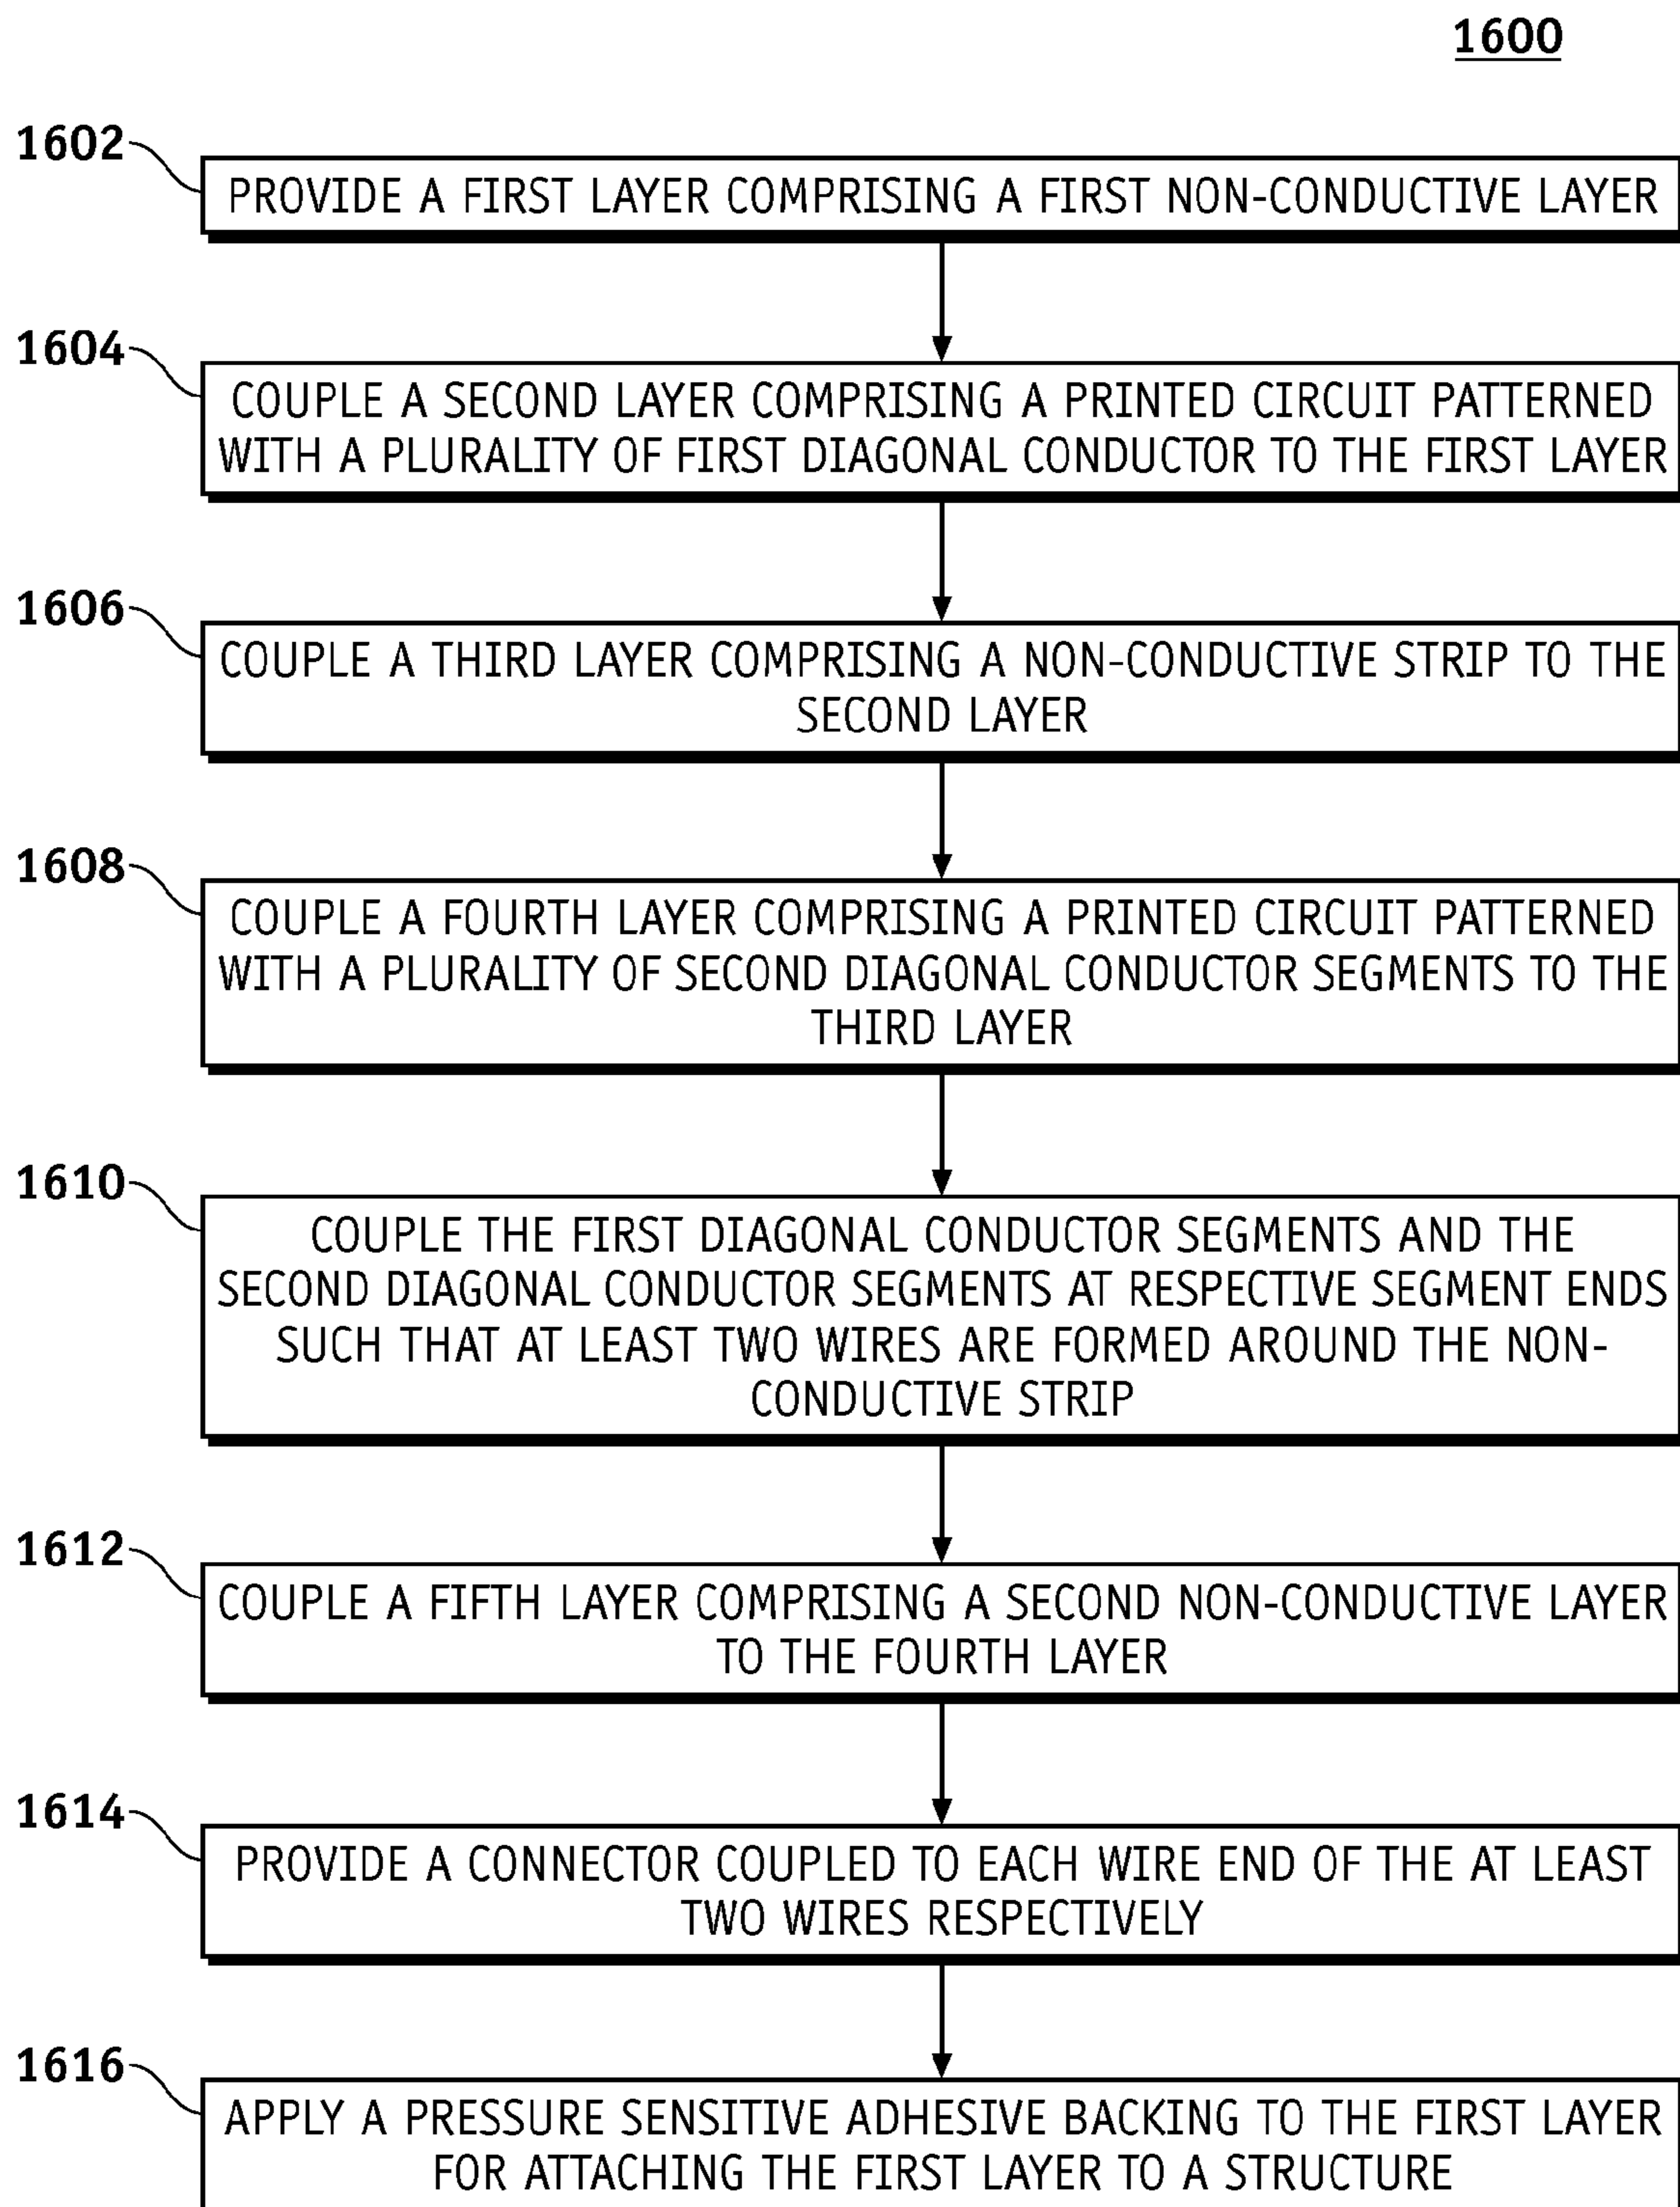 1600
1602
PROVIDE A FIRST LAYER COMPRISING A FIRST NON-CONDUCTIVE LAYER
1604
COUPLE A SECOND LAYER COMPRISING A PRINTED CIRCUIT PATTERNED
WITH A PLURALITY OF FIRST DIAGONAL CONDUCTOR TO THE FIRST LAYER
1606
COUPLE A THIRD LAYER COMPRISING A NON-CONDUCTIVE STRIP TO THE
SECOND LAYER
1608
COUPLE A FOURTH LAYER COMPRISING A PRINTED CIRCUIT PATTERNED
WITH A PLURALITY OF SECOND DIAGONAL CONDUCTOR SEGMENTS TO THE
THIRD LAYER
1610
COUPLE THE FIRST DIAGONAL CONDUCTOR SEGMENTS AND THE
SECOND DIAGONAL CONDUCTOR SEGMENTS AT RESPECTIVE SEGMENT ENDS
SUCH THAT AT LEAST TWO WIRES ARE FORMED AROUND THE NON-
CONDUCTIVE STRIP
1612
COUPLE A FIFTH LAYER COMPRISING A SECOND NON-CONDUCTIVE LAYER
TO THE FOURTH LAYER
1614
PROVIDE A CONNECTOR COUPLED TO EACH WIRE END OF THE AT LEAST
TWO WIRES RESPECTIVELY
1616
APPLY A PRESSURE SENSITIVE ADHESIVE BACKING TO THE FIRST LAYER
FOR ATTACHING THE FIRST LAYER TO A STRUCTURE